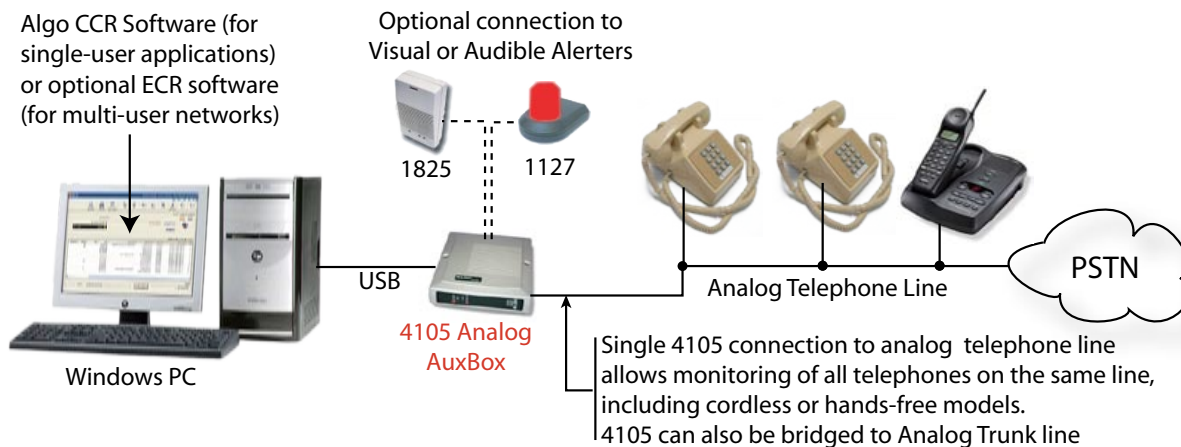 Algo CCR Software (for
single-user applications)
or optional ECR software
(for multi-user networks)
Optional connection to
Visual or Audible Alerters
1825
1127
USB
4105 Analog
AuxBox
Windows PC
Analog Telephone Line
PSTN
Single 4105 connection to analog telephone line
allows monitoring of all telephones on the same line,
including cordless or hands-free models.
4105 can also be bridged to Analog Trunk line